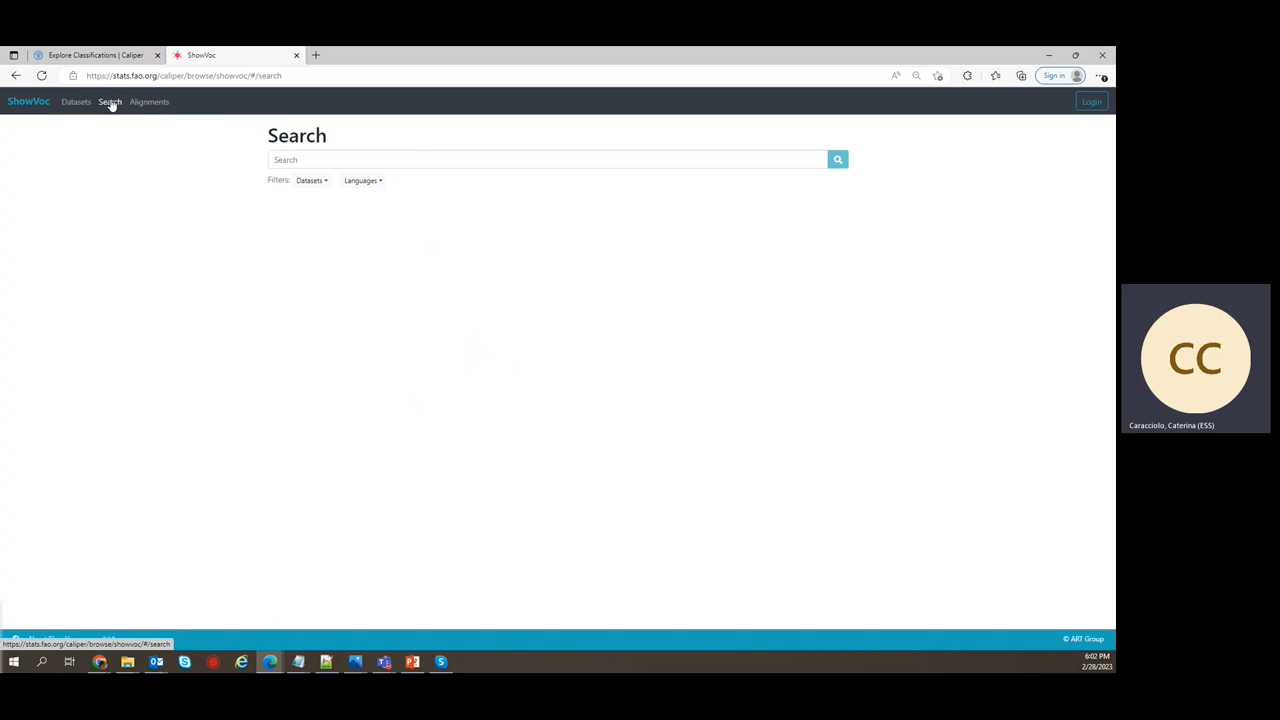 Explore Classifications | Caliper
ShowVoc
https://stats.fao.org/caliper/browse/showvoc/#/search
Sign in
ShowVoc Datasets Search Alignments
Login
Search
Search
Filters: Datasets Languages
CC
Caracciolo, Caterina (ESS)
https://stats.fao.org/caliper/browse/showvoc/#/search
© ART Group
6:02 PM
2/28/2023